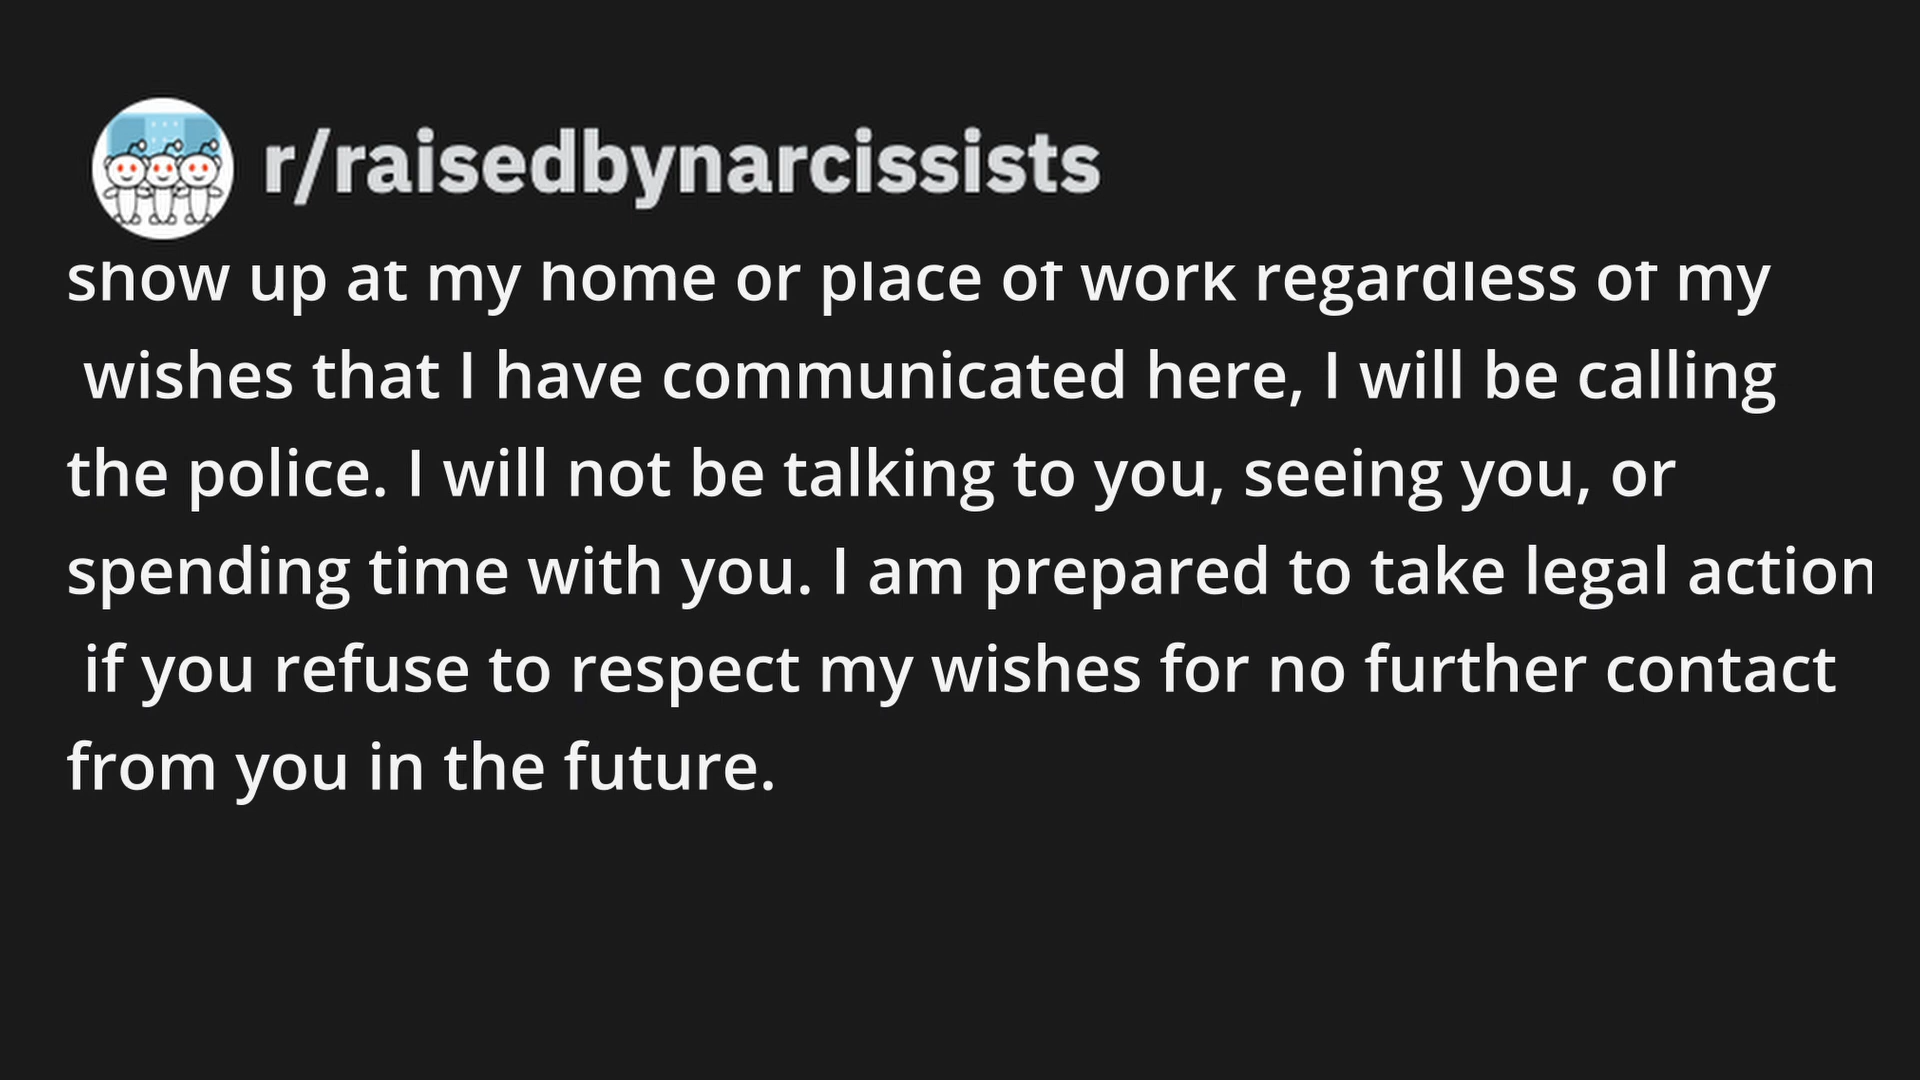 r/raisedbynarcissists
show up at my home or place of work regardless of my
wishes that I have communicated here, I will be calling
the police. I will not be talking to you, seeing you, or
spending time with you. I am prepared to take legal action
if you refuse to respect my wishes for no further contact
from you in the future.